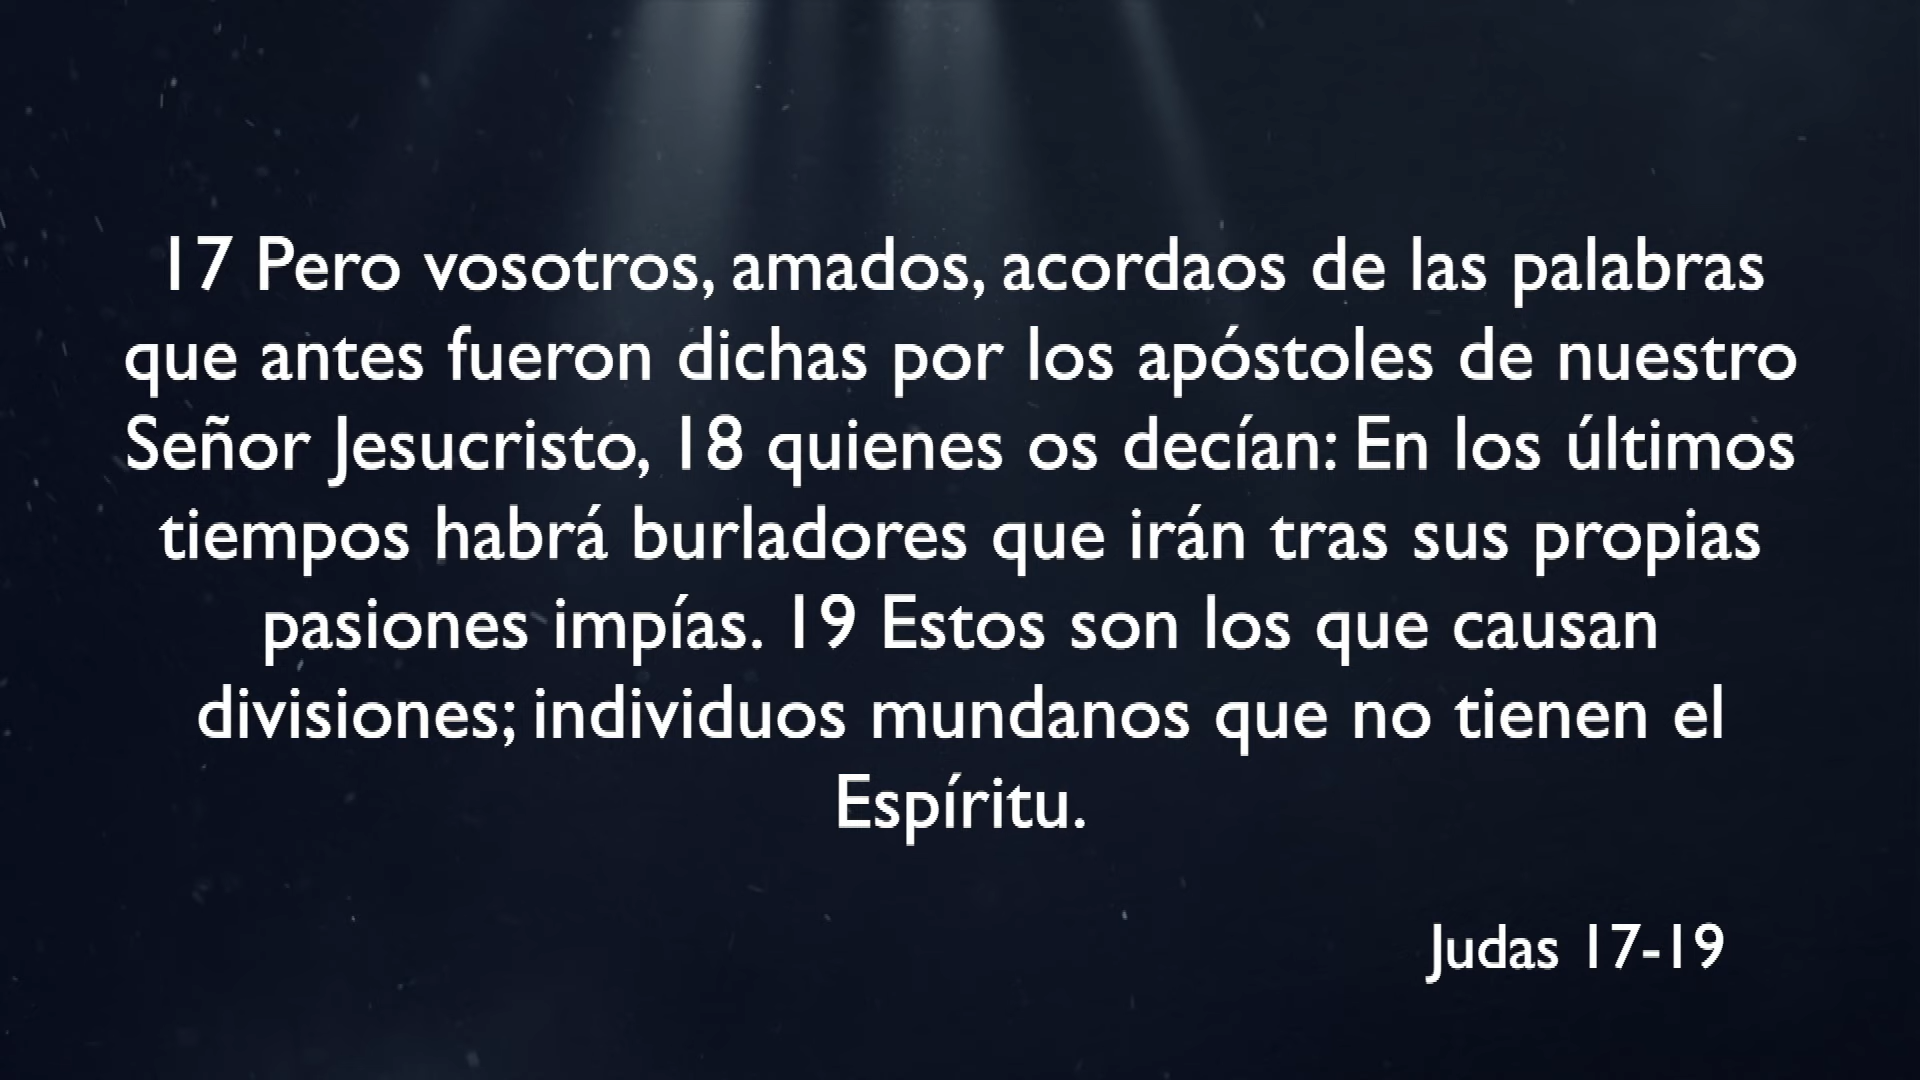 17 Pero vosotros, amados, acordaos de las palabras
que antes fueron dichas por los apóstoles de nuestro
Señor Jesucristo, 18 quienes os decían: En los últimos
tiempos habrá burladores que irán tras sus propias
pasiones impías. 19 Estos son los que causan
divisiones; individuos mundanos que no tienen el
Espíritu.
Judas 17-19